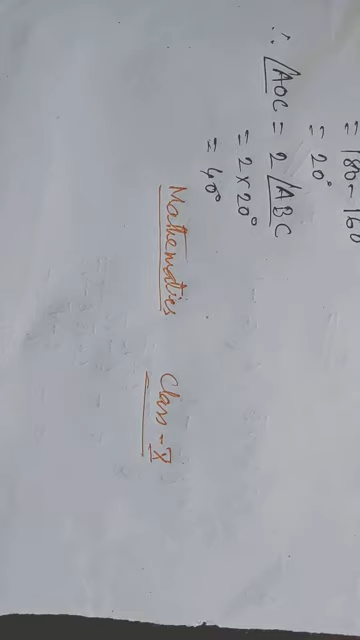 = 180 - 160
= 20°
∴ ∠AOC = 2 ∠ABC
= 2 × 20°
= 40°
Mathematics Class - X